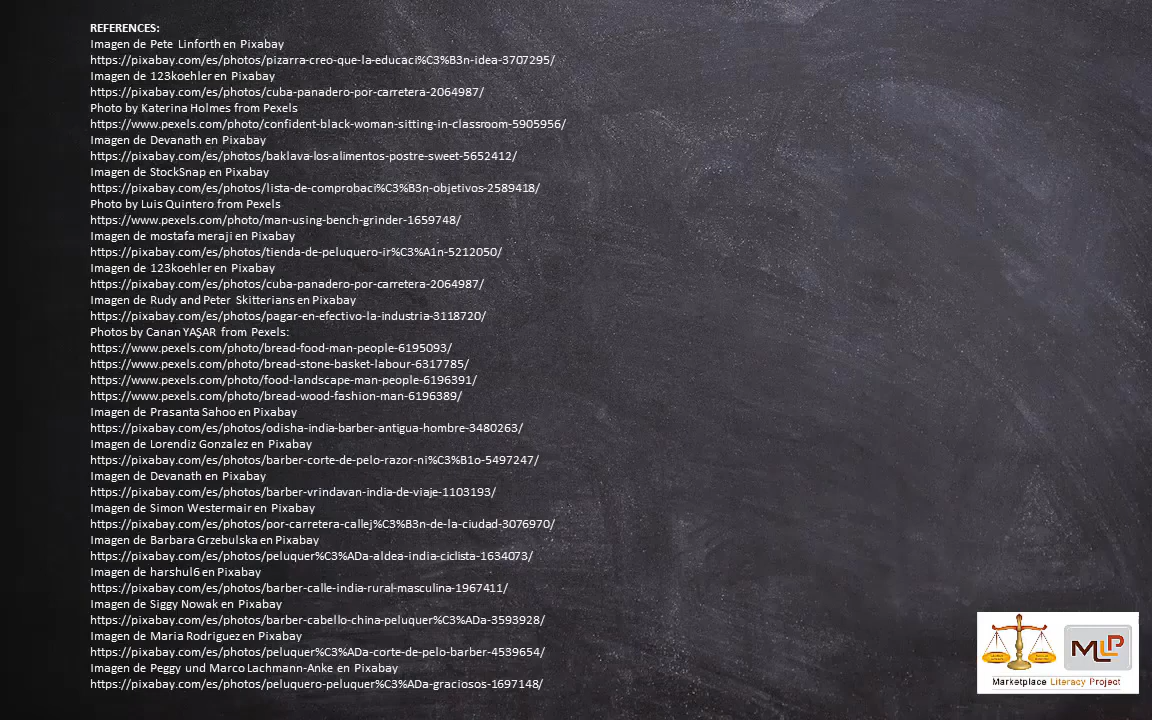 REFERENCES:
Imagen de Pete Linforth en Pixabay
https://pixabay.com/es/photos/pizarra-creo-que-la-educaci%C3%B3n-idea-3707295/
Imagen de 123koehler en Pixabay
https://pixabay.com/es/photos/cuba-panadero-por-carretera-2064987/
Photo by Katerina Holmes from Pexels
https://www.pexels.com/photo/confident-black-woman-sitting-in-classroom-5905956/
Imagen de Devanath en Pixabay
https://pixabay.com/es/photos/baklava-los-alimentos-postre-sweet-5652412/
Imagen de StockSnap en Pixabay
https://pixabay.com/es/photos/lista-de-comprobaci%C3%B3n-objetivos-2589418/
Photo by Luis Quintero from Pexels
https://www.pexels.com/photo/man-using-bench-grinder-1659748/
Imagen de mostafa meraji en Pixabay
https://pixabay.com/es/photos/tienda-de-peluquero-ir%C3%A1n-5212050/
Imagen de 123koehler en Pixabay
https://pixabay.com/es/photos/cuba-panadero-por-carretera-2064987/
Imagen de Rudy and Peter Skitterians en Pixabay
https://pixabay.com/es/photos/pagar-en-efectivo-la-industria-3118720/
Photos by Canan YAŞAR from Pexels:
https://www.pexels.com/photo/bread-food-man-people-6195093/
https://www.pexels.com/photo/bread-stone-basket-labour-6317785/
https://www.pexels.com/photo/food-landscape-man-people-6196391/
https://www.pexels.com/photo/bread-wood-fashion-man-6196389/
Imagen de Prasanta Sahoo en Pixabay
https://pixabay.com/es/photos/odisha-india-barber-antigua-hombre-3480263/
Imagen de Lorendiz Gonzalez en Pixabay
https://pixabay.com/es/photos/barber-corte-de-pelo-razor-ni%C3%B1o-5497247/
Imagen de Devanath en Pixabay
https://pixabay.com/es/photos/barber-vrindavan-india-de-viaje-1103193/
Imagen de Simon Westermair en Pixabay
https://pixabay.com/es/photos/por-carretera-callej%C3%B3n-de-la-ciudad-3076970/
Imagen de Barbara Grzebulska en Pixabay
https://pixabay.com/es/photos/peluquer%C3%ADa-aldea-india-ciclista-1634073/
Imagen de harshul6 en Pixabay
https://pixabay.com/es/photos/barber-calle-india-rural-masculina-1967411/
Imagen de Siggy Nowak en Pixabay
https://pixabay.com/es/photos/barber-cabello-china-peluquer%C3%ADa-3593928/
Imagen de Maria Rodriguez en Pixabay
https://pixabay.com/es/photos/peluquer%C3%ADa-corte-de-pelo-barber-4539654/
Imagen de Peggy und Marco Lachmann-Anke en Pixabay
https://pixabay.com/es/photos/peluquero-peluquer%C3%ADa-graciosos-1697148/
MLP
Marketplace Literacy Project